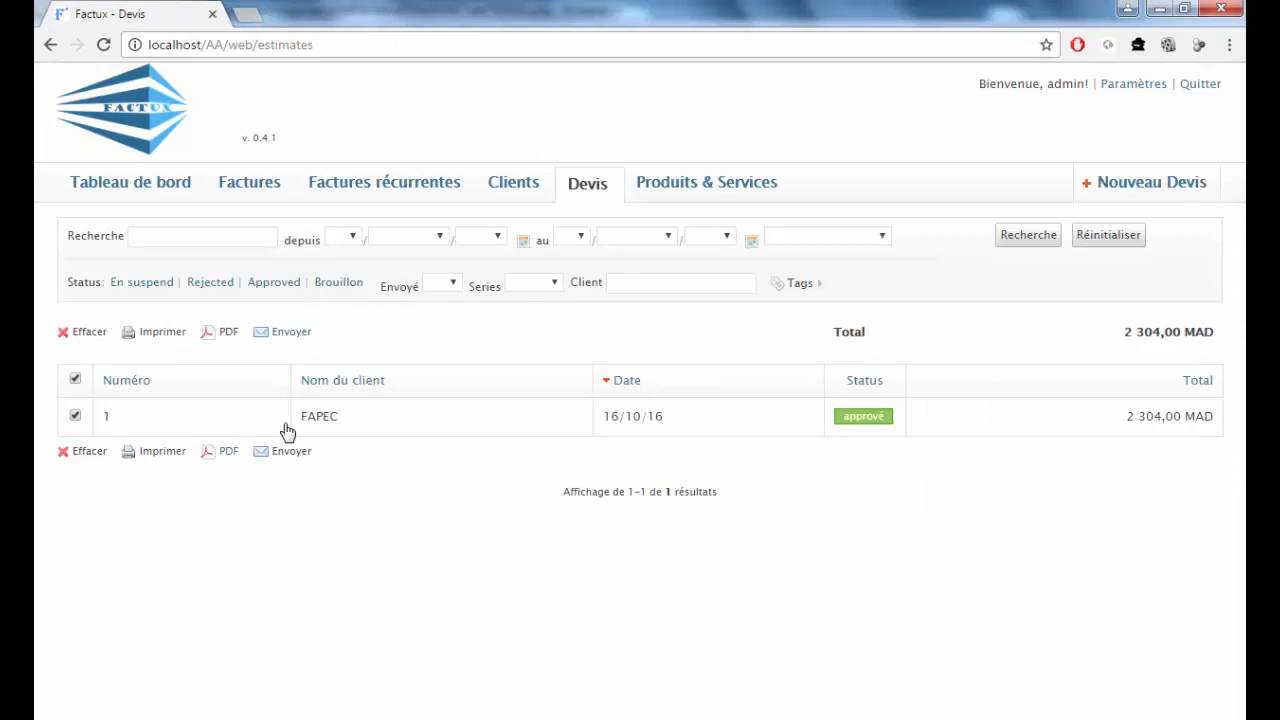 Factux - Devis
localhost/AA/web/estimates
FACTUX
v. 0.4.1
Bienvenue, admin! | Paramètres | Quitter
Tableau de bord Factures Factures récurrentes Clients Devis Produits & Services + Nouveau Devis
Recherche depuis / / au / / Recherche Réinitialiser
Status: En suspend | Rejected | Approved | Brouillon Envoyé Series Client Tags
Effacer Imprimer PDF Envoyer Total 2 304,00 MAD
Numéro Nom du client Date Status Total
1 FAPEC 16/10/16 apprové 2 304,00 MAD
Effacer Imprimer PDF Envoyer
Affichage de 1-1 de 1 résultats